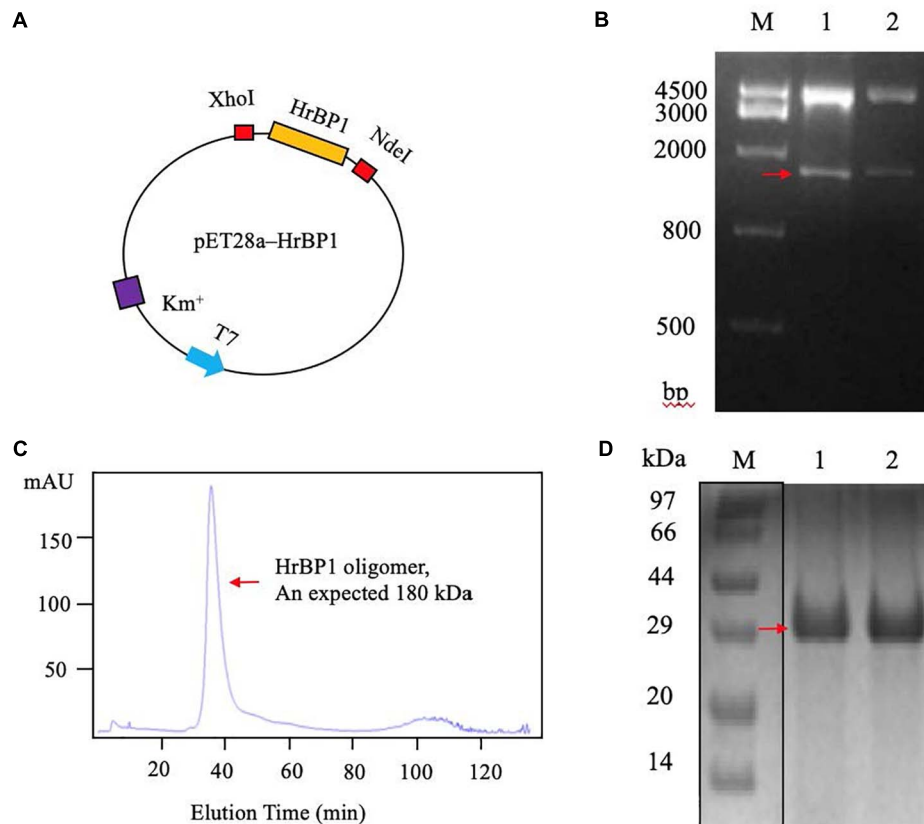 A
XhoI
HrBP1
NdeI
pET28a–HrBP1
Km+
T7
B
M 1 2
4500
3000
2000
800
500
bp
C
mAU
150
100
50
HrBP1 oligomer,
An expected 180 kDa
20 40 60 80 100 120
Elution Time (min)
D
kDa M 1 2
97
66
44
29
20
14